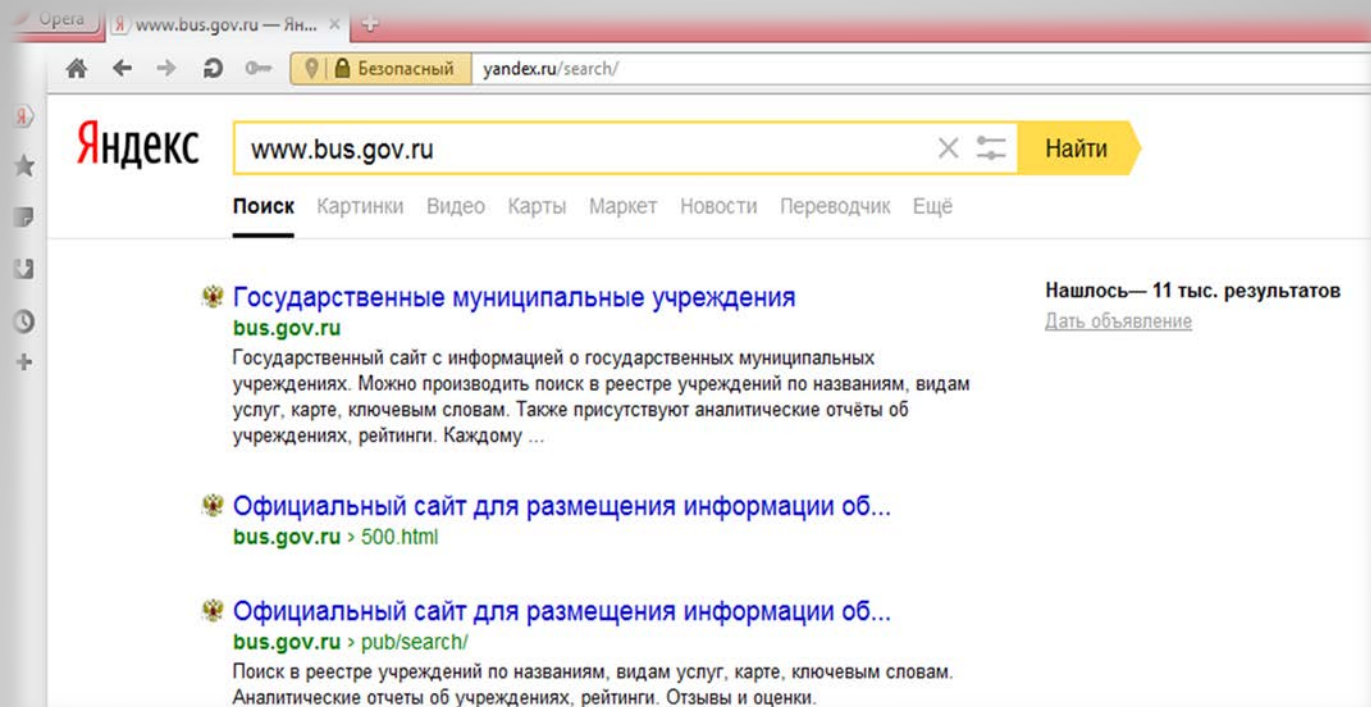 Opera
www.bus.gov.ru — Ян...
Безопасный yandex.ru/search/
Яндекс www.bus.gov.ru Найти
Поиск Картинки Видео Карты Маркет Новости Переводчик Ещё
Государственные муниципальные учреждения
bus.gov.ru
Государственный сайт с информацией о государственных муниципальных
учреждениях. Можно производить поиск в реестре учреждений по названиям, видам
услуг, карте, ключевым словам. Также присутствуют аналитические отчёты об
учреждениях, рейтинги. Каждому ...
Нашлось— 11 тыс. результатов
Дать объявление
Официальный сайт для размещения информации об...
bus.gov.ru › 500.html
Официальный сайт для размещения информации об...
bus.gov.ru › pub/search/
Поиск в реестре учреждений по названиям, видам услуг, карте, ключевым словам.
Аналитические отчеты об учреждениях, рейтинги. Отзывы и оценки.